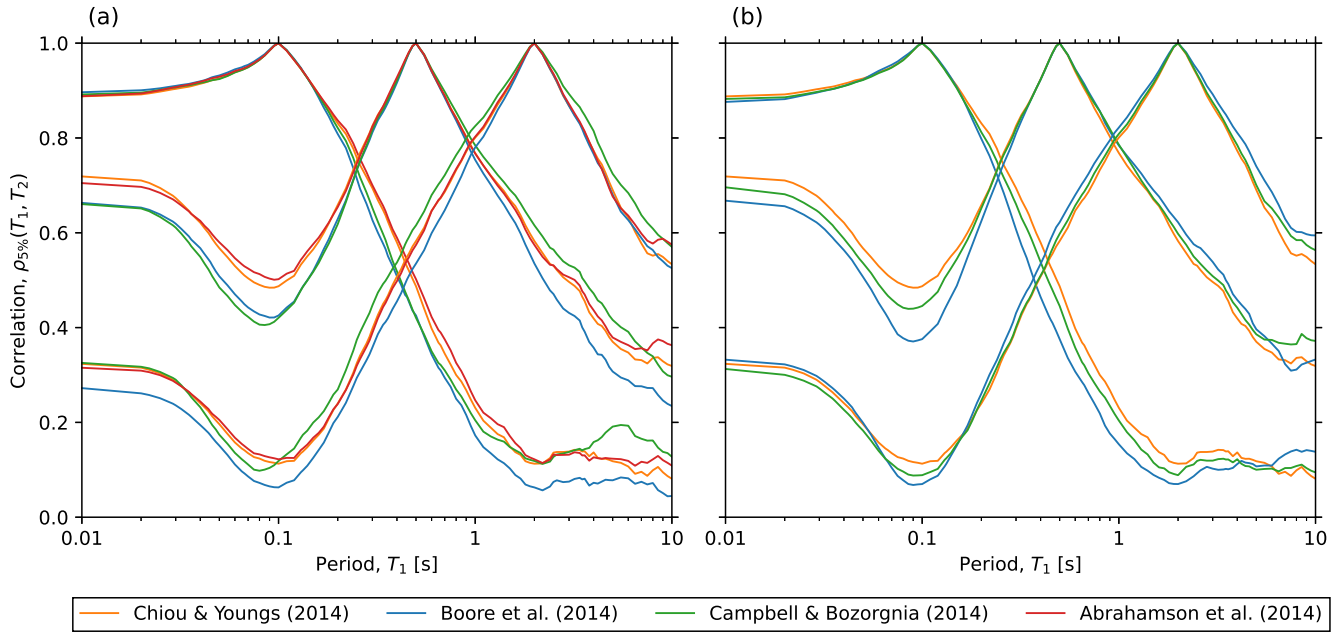 (a)
(b)
Correlation, ρ5%(T1, T2)
1.0
0.8
0.6
0.4
0.2
0.0
0.01 0.1 1 10
0.01 0.1 1 10
Period, T1 [s]
Period, T1 [s]
Chiou & Youngs (2014) Boore et al. (2014) Campbell & Bozorgnia (2014) Abrahamson et al. (2014)